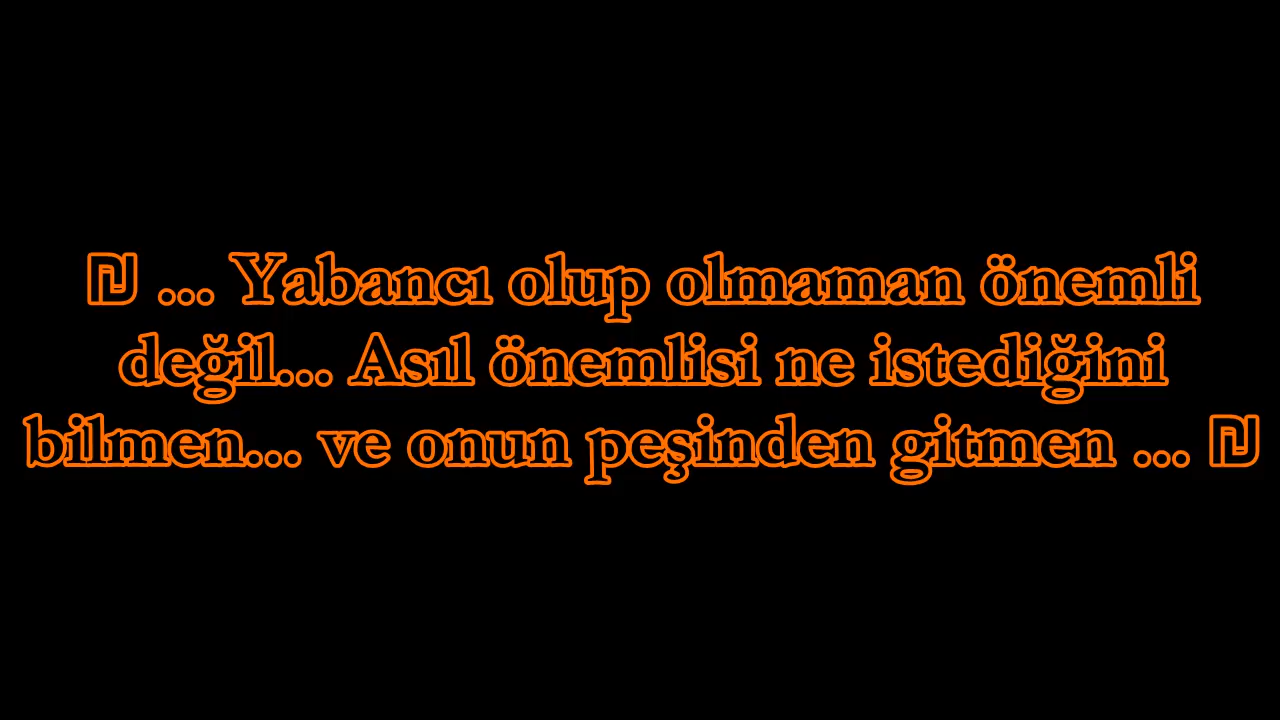 ₪ ... Yabancı olup olmaman önemli
değil... Asıl önemlisi ne istediğini
bilmen... ve onun peşinden gitmen ... ₪